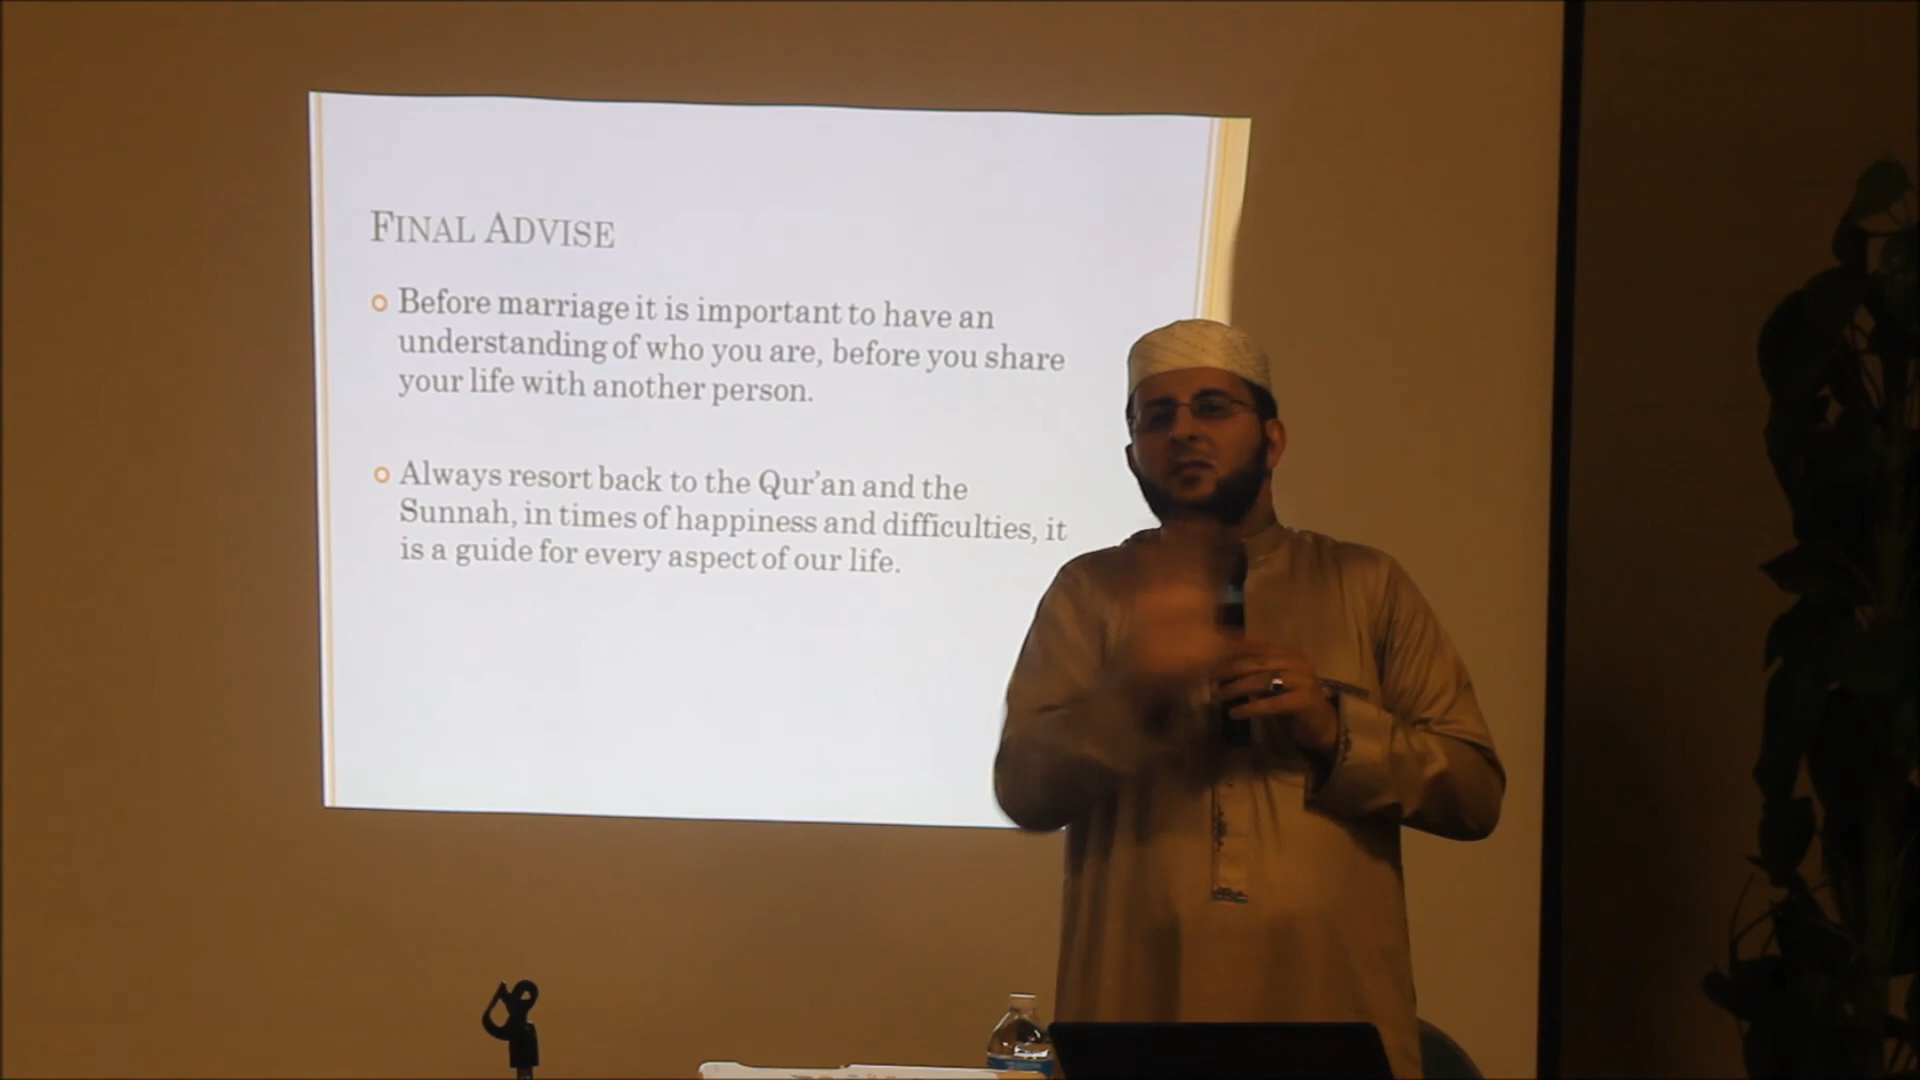 FINAL ADVISE
Before marriage it is important to have an
understanding of who you are, before you share
your life with another person.
Always resort back to the Qur'an and the
Sunnah, in times of happiness and difficulties, it
is a guide for every aspect of our life.